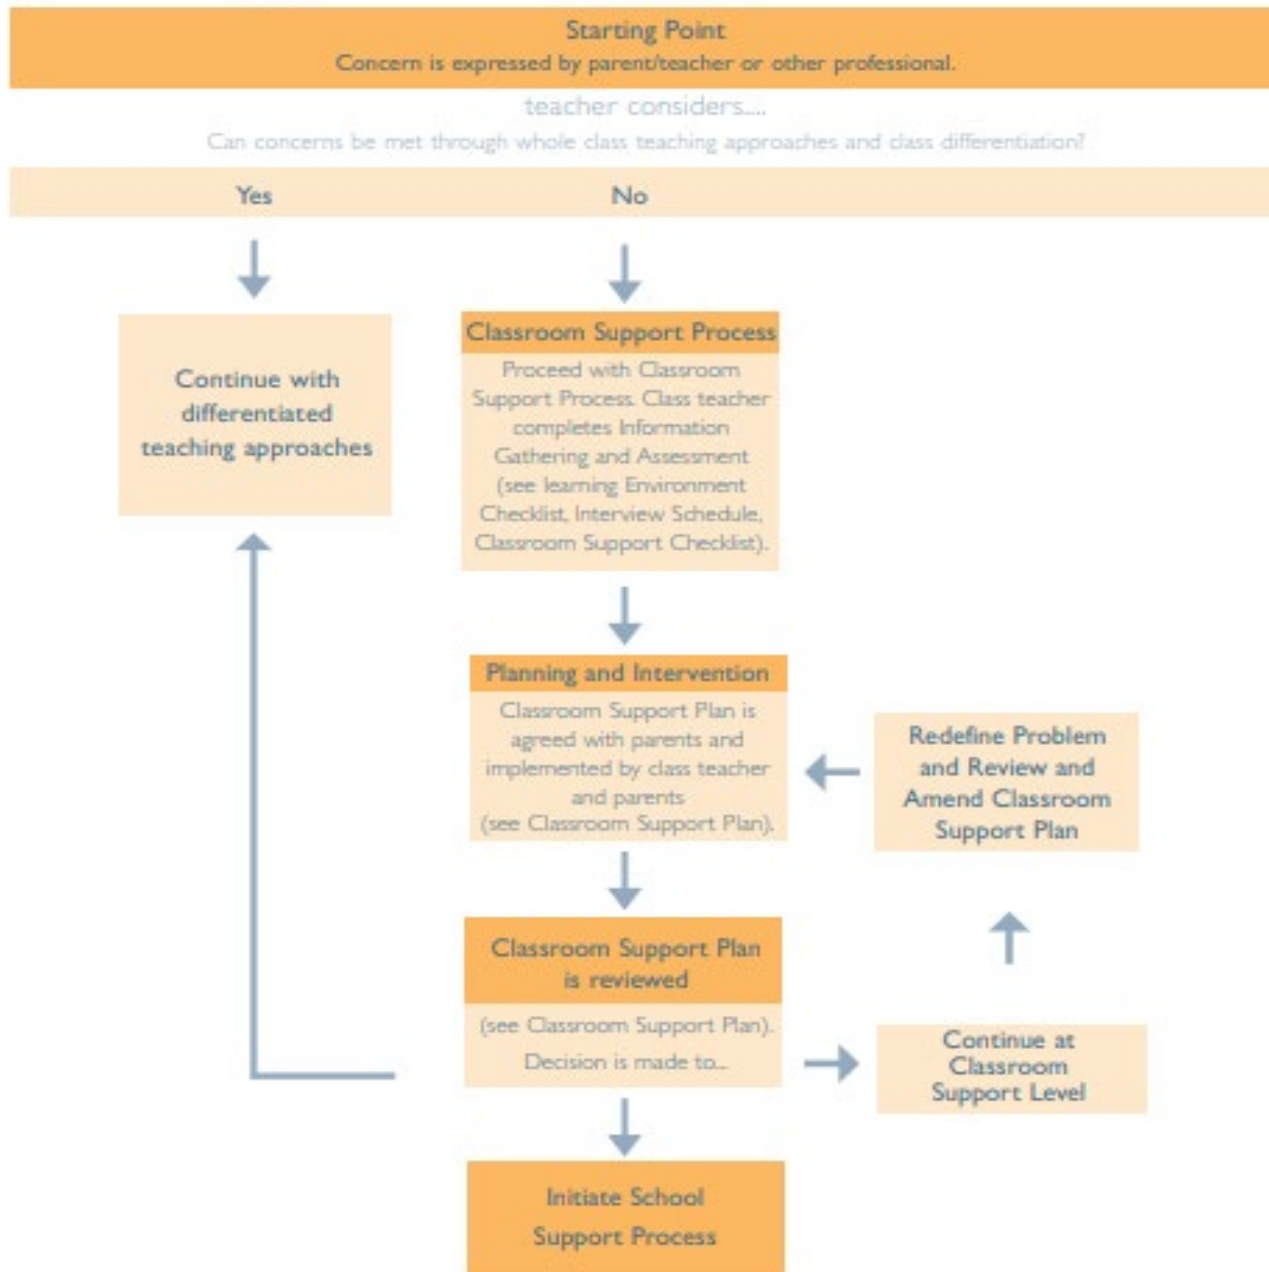 Starting Point
Concern is expressed by parent/teacher or other professional.
teacher considers....
Can concerns be met through whole class teaching approaches and class differentiation?
Yes
No
Continue with
differentiated
teaching approaches
Classroom Support Process
Proceed with Classroom
Support Process. Class teacher
completes Information
Gathering and Assessment
(see learning Environment
Checklist, Interview Schedule,
Classroom Support Checklist).
Planning and Intervention
Classroom Support Plan is
agreed with parents and
implemented by class teacher
and parents
(see Classroom Support Plan).
Redefine Problem
and Review and
Amend Classroom
Support Plan
Classroom Support Plan
is reviewed
(see Classroom Support Plan).
Decision is made to...
Continue at
Classroom
Support Level
Initiate School
Support Process